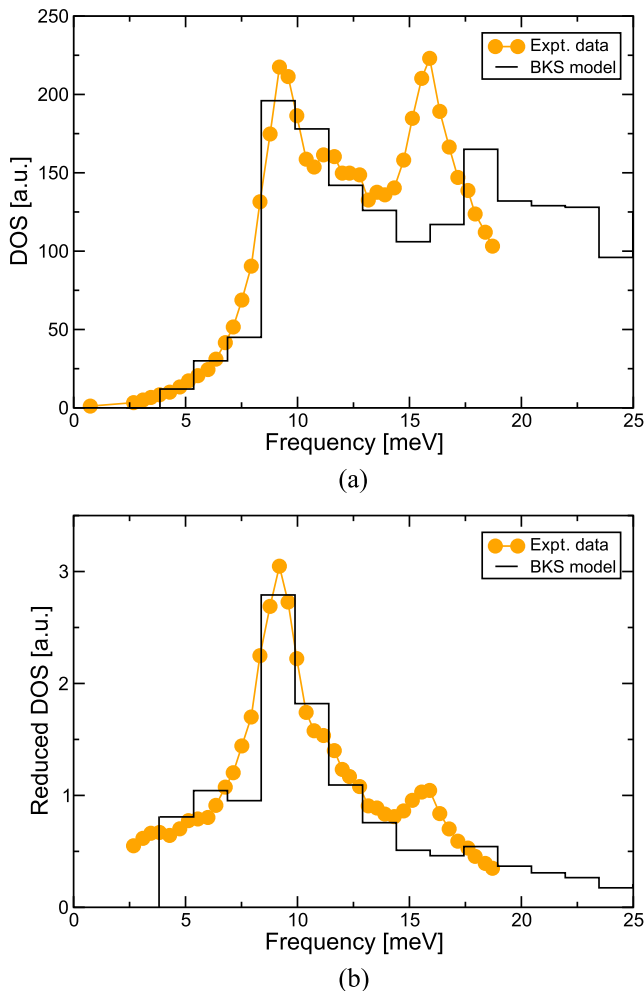 250
200
150
100
50
0
DOS [a.u.]
Expt. data
BKS model
0 5 10 15 20 25
Frequency [meV]
(a)
3
2
1
0
Reduced DOS [a.u.]
Expt. data
BKS model
0 5 10 15 20 25
Frequency [meV]
(b)